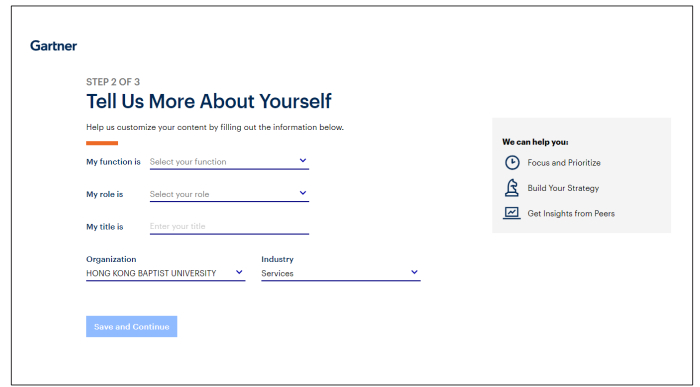 Gartner
STEP 2 OF 3
Tell Us More About Yourself
Help us customize your content by filling out the information below.
My function is Select your function
My role is Select your role
My title is Enter your title
Organization Industry
HONG KONG BAPTIST UNIVERSITY Services
Save and Continue
We can help you:
Focus and Prioritize
Build Your Strategy
Get Insights from Peers